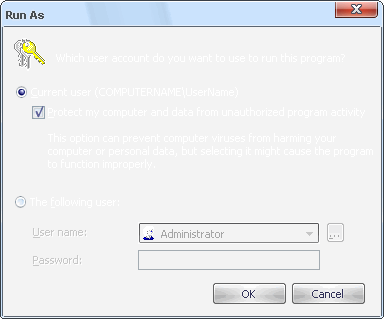 Run As
Which user account do you want to use to run this program?
Current user (COMPUTERNAME\UserName)
Protect my computer and data from unauthorized program activity
This option can prevent computer viruses from harming your
computer or personal data, but selecting it might cause the program
to function improperly.
The following user:
User name:
Administrator
...
Password:
OK
Cancel